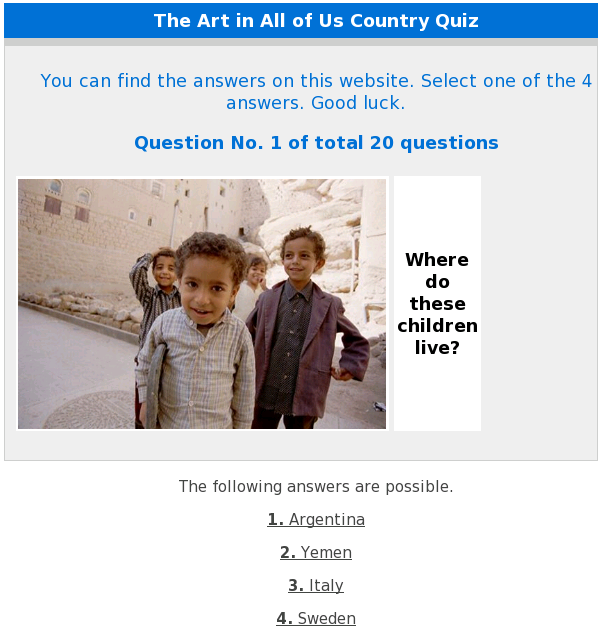 The Art in All of Us Country Quiz
You can find the answers on this website. Select one of the 4
answers. Good luck.
Question No. 1 of total 20 questions
Where
do
these
children
live?
The following answers are possible.
1. Argentina
2. Yemen
3. Italy
4. Sweden